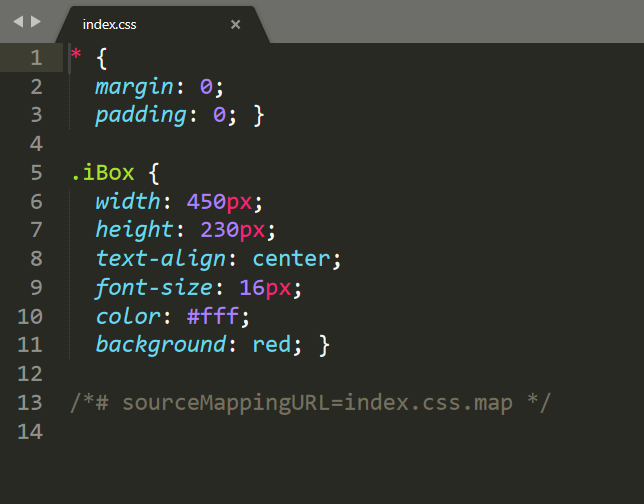 index.css ×
1 * {
2 margin: 0;
3 padding: 0; }
4
5 .iBox {
6 width: 450px;
7 height: 230px;
8 text-align: center;
9 font-size: 16px;
10 color: #fff;
11 background: red; }
12
13 /*# sourceMappingURL=index.css.map */
14